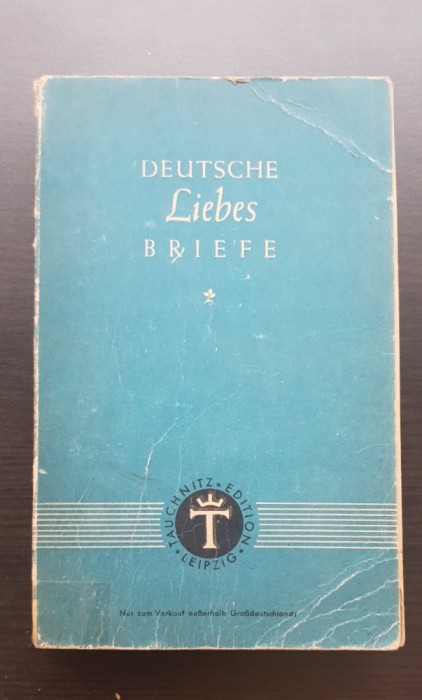 DEUTSCHE
Liebes
BRIEFE
TAUCHNITZ • EDITION
T
• LEIPZIG •
Nur zum Verkauf außerhalb Großdeutschlands